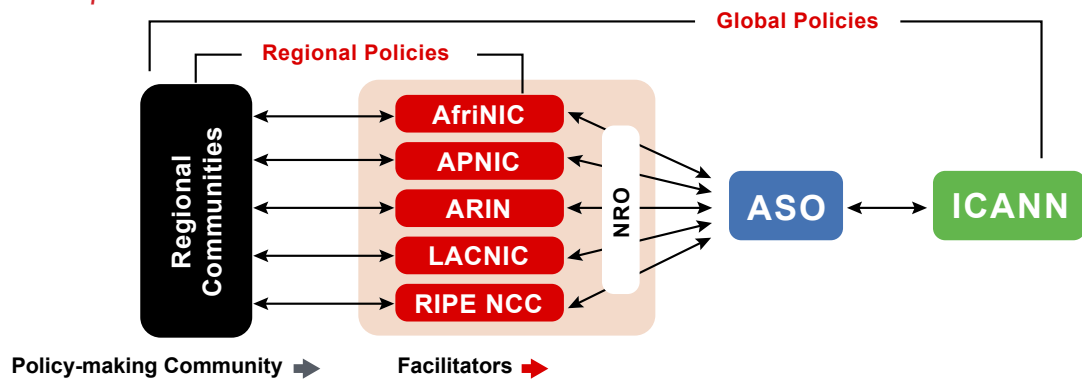 Global Policies
Regional Policies
Regional
Communities
AfriNIC
APNIC
ARIN
LACNIC
RIPE NCC
NRO
ASO
ICANN
Policy-making Community
Facilitators